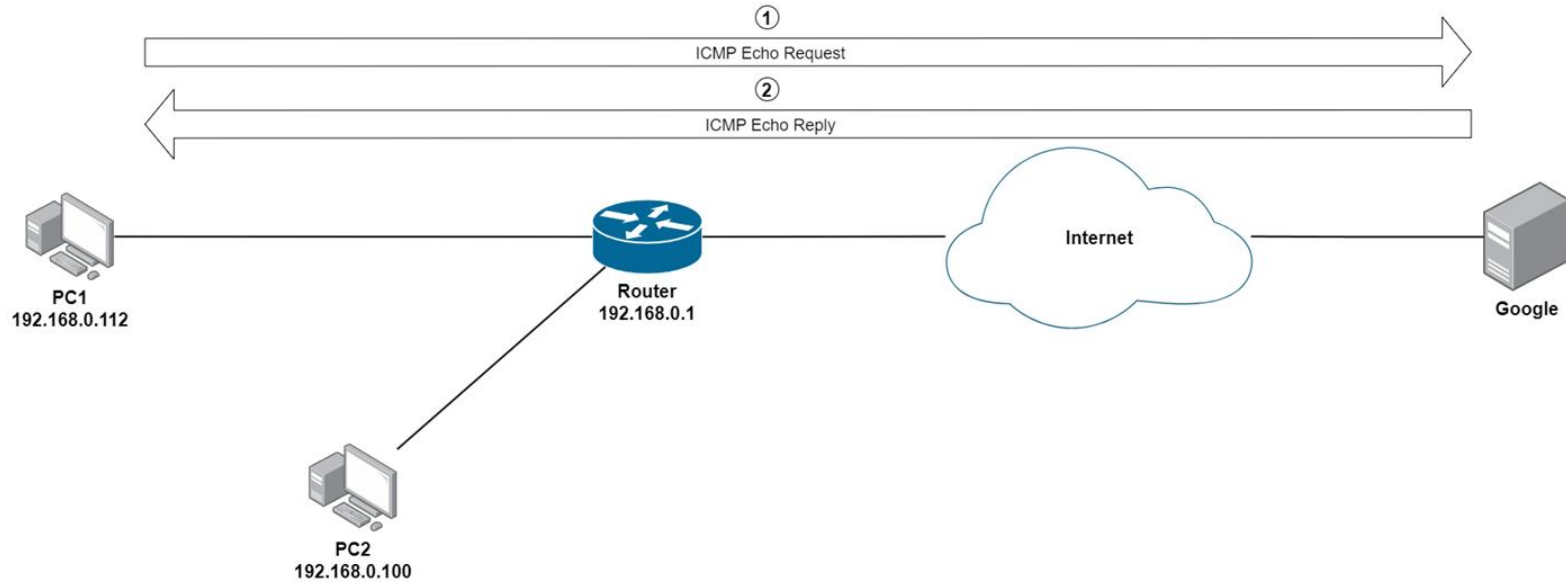 1
ICMP Echo Request
2
ICMP Echo Reply
Internet
PC1
192.168.0.112
Router
192.168.0.1
Google
PC2
192.168.0.100